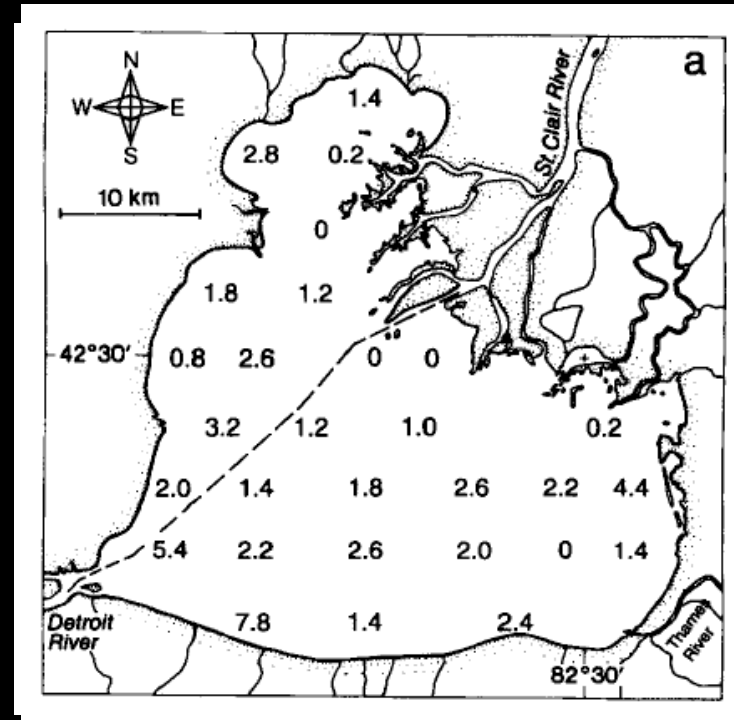 a
N
W E
S
St. Clair River
10 km
1.4
2.8 0.2
0
1.8 1.2
42°30'
0.8 2.6 0 0
3.2 1.2 1.0 0.2
2.0 1.4 1.8 2.6 2.2 4.4
5.4 2.2 2.6 2.0 0 1.4
7.8 1.4 2.4
Detroit
River
Thames
River
82°30'